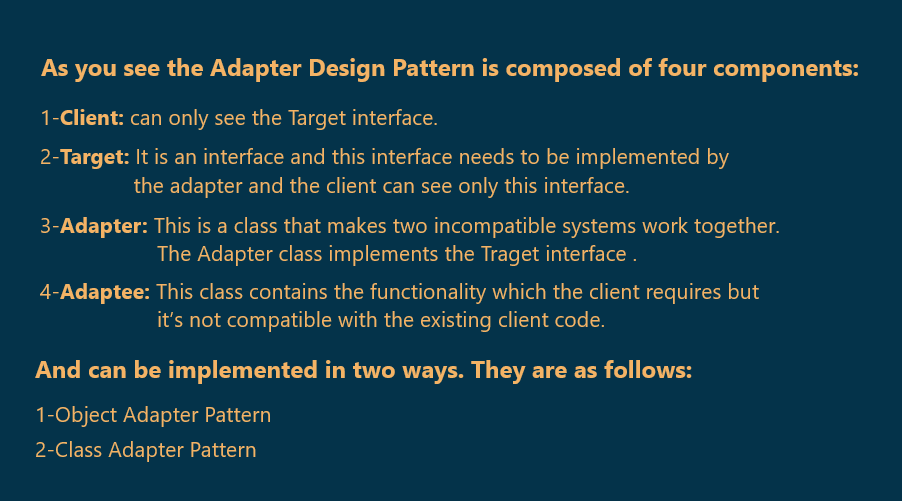 As you see the Adapter Design Pattern is composed of four components:
1-Client: can only see the Target interface.
2-Target: It is an interface and this interface needs to be implemented by
the adapter and the client can see only this interface.
3-Adapter: This is a class that makes two incompatible systems work together.
The Adapter class implements the Traget interface .
4-Adaptee: This class contains the functionality which the client requires but
it’s not compatible with the existing client code.
And can be implemented in two ways. They are as follows:
1-Object Adapter Pattern
2-Class Adapter Pattern